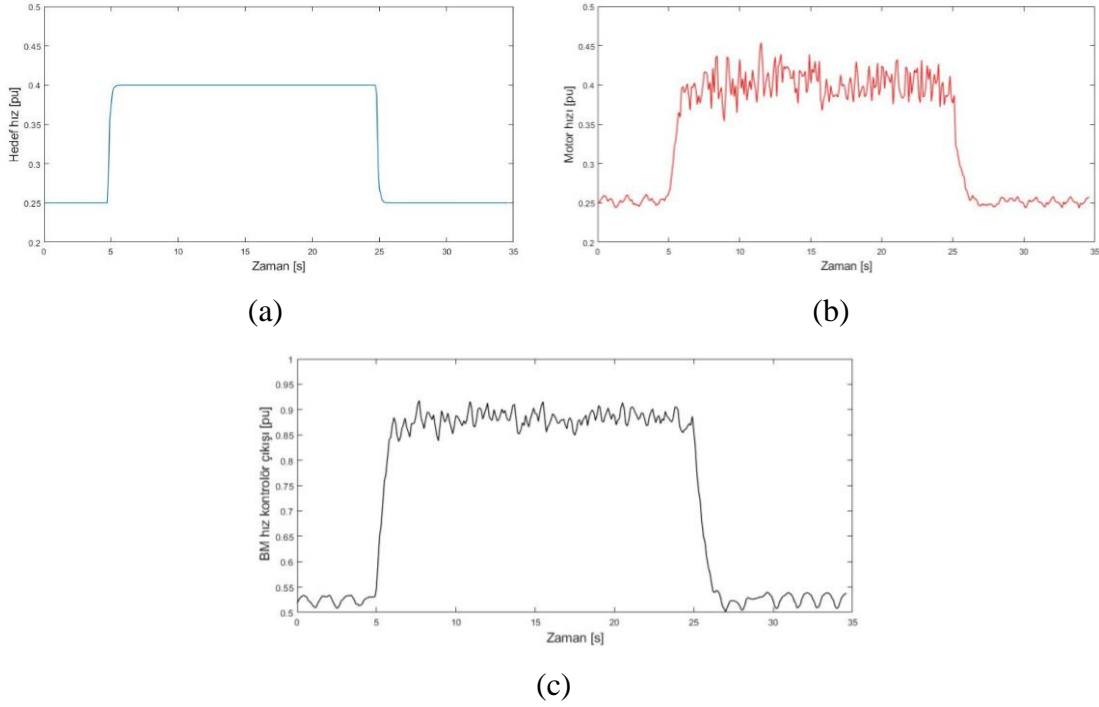 0.5
0.45
0.4
0.35
0.3
0.25
0.2
Hedef hız [pu]
0 5 10 15 20 25 30 35
Zaman [s]
(a)
0.5
0.45
0.4
0.35
0.3
0.25
0.2
Motor hızı [pu]
0 5 10 15 20 25 30 35
Zaman [s]
(b)
1
0.95
0.9
0.85
0.8
0.75
0.7
0.65
0.6
0.55
0.5
BM hız kontrolör çıkışı [pu]
0 5 10 15 20 25 30 35
Zaman [s]
(c)